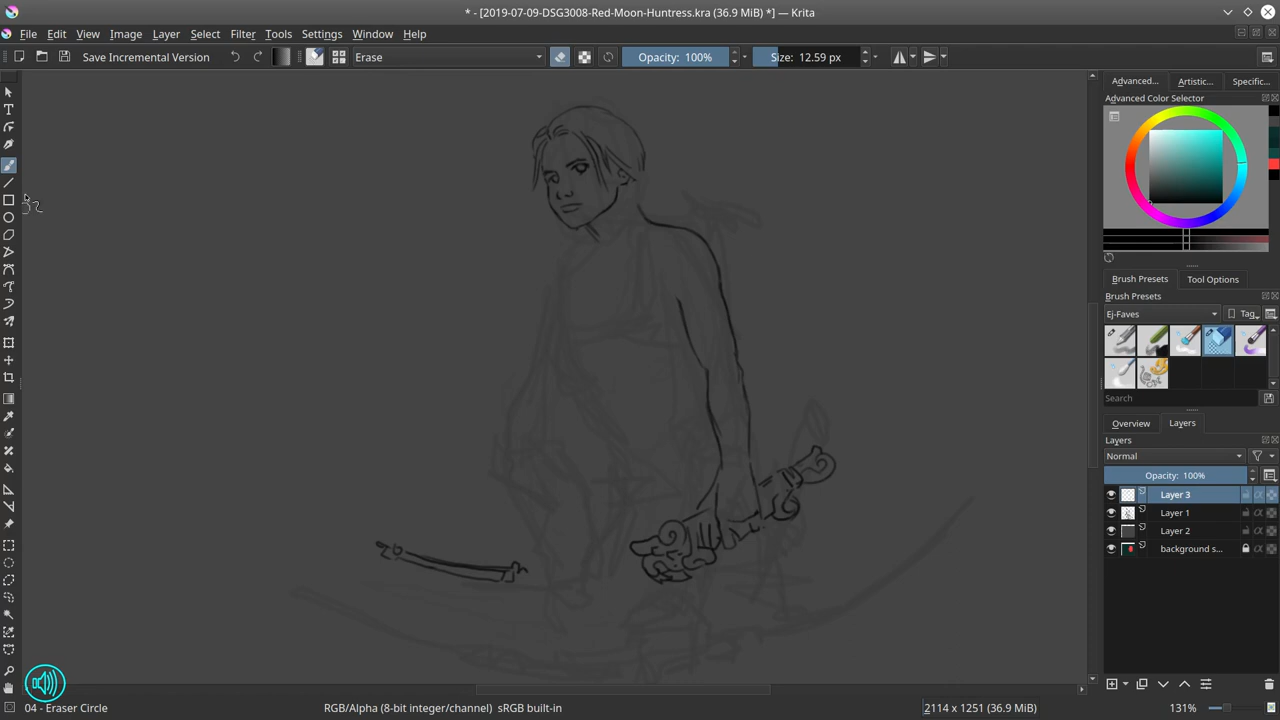 * - [2019-07-09-DSG3008-Red-Moon-Huntress.kra (36.9 MiB) *] — Krita
File Edit View Image Layer Select Filter Tools Settings Window Help
Save Incremental Version Erase Opacity: 100% Size: 12.59 px
Advanced... Artistic... Specific...
Advanced Color Selector
Brush Presets Tool Options
Brush Presets
Ej-Faves Tag
Search
Overview Layers
Layers
Normal
Opacity: 100%
Layer 3
Layer 1
Layer 2
background s...
04 - Eraser Circle RGB/Alpha (8-bit integer/channel) sRGB built-in 2114 x 1251 (36.9 MiB) 131%